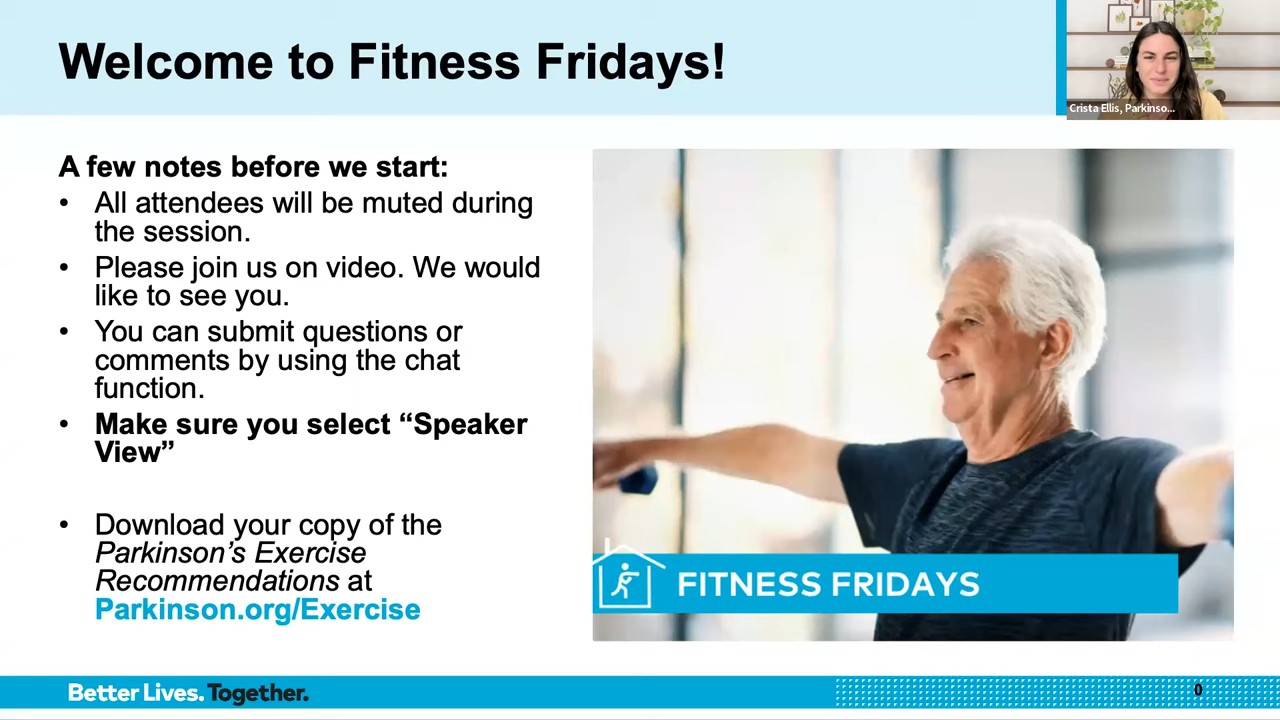 Welcome to Fitness Fridays!
Crista Ellis, Parkinso...
A few notes before we start:
• All attendees will be muted during
the session.
• Please join us on video. We would
like to see you.
• You can submit questions or
comments by using the chat
function.
• Make sure you select “Speaker
View”
• Download your copy of the
Parkinson’s Exercise
Recommendations at
Parkinson.org/Exercise
FITNESS FRIDAYS
Better Lives. Together.
0